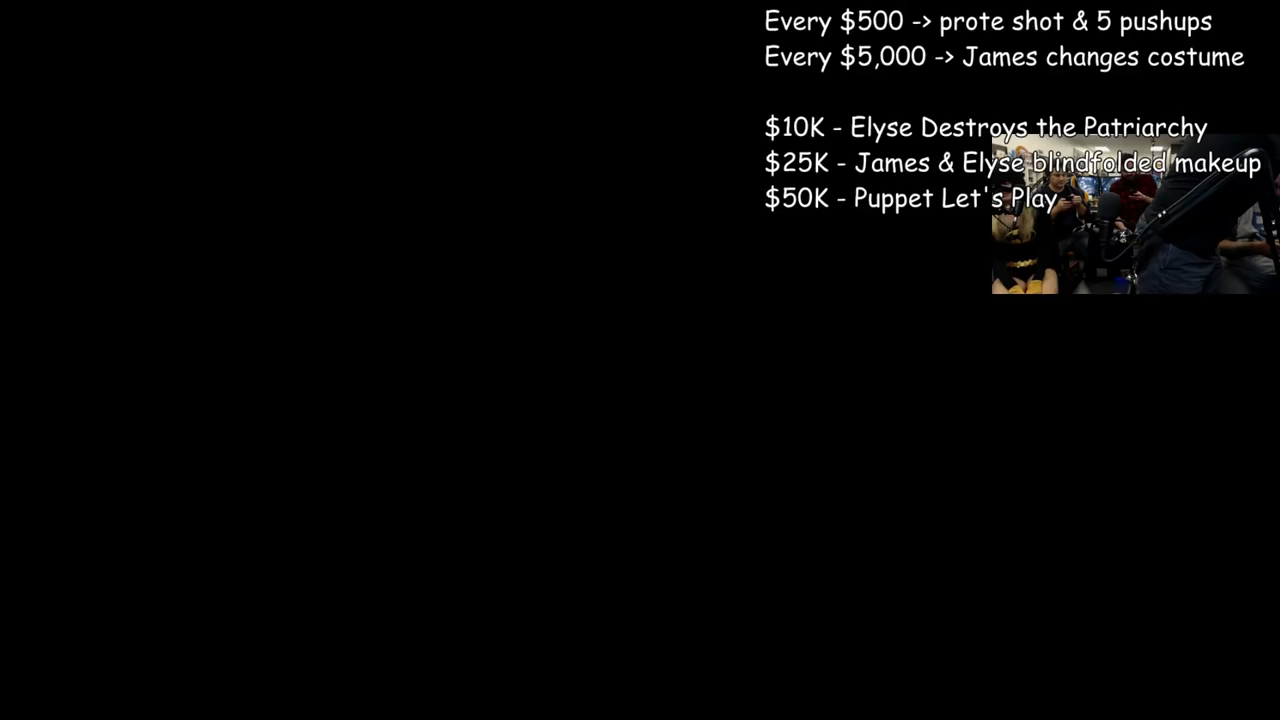 Every $500 -> prote shot & 5 pushups
Every $5,000 -> James changes costume
$10K - Elyse Destroys the Patriarchy
$25K - James & Elyse blindfolded makeup
$50K - Puppet Let's Play